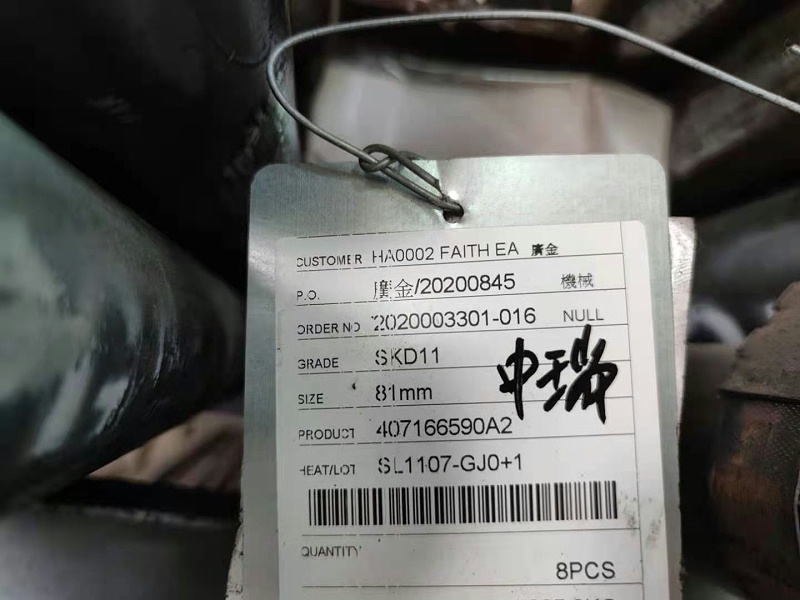 CUSTOMER HA0002 FAITH EA 廣金
P.O. 廣金/20200845 機械
ORDER NO 2020003301-016 NULL
GRADE SKD11
SIZE 81mm
中瑞
PRODUCT 407166590A2
HEAT/LOT SL1107-GJ0+1
QUANTITY
8PCS